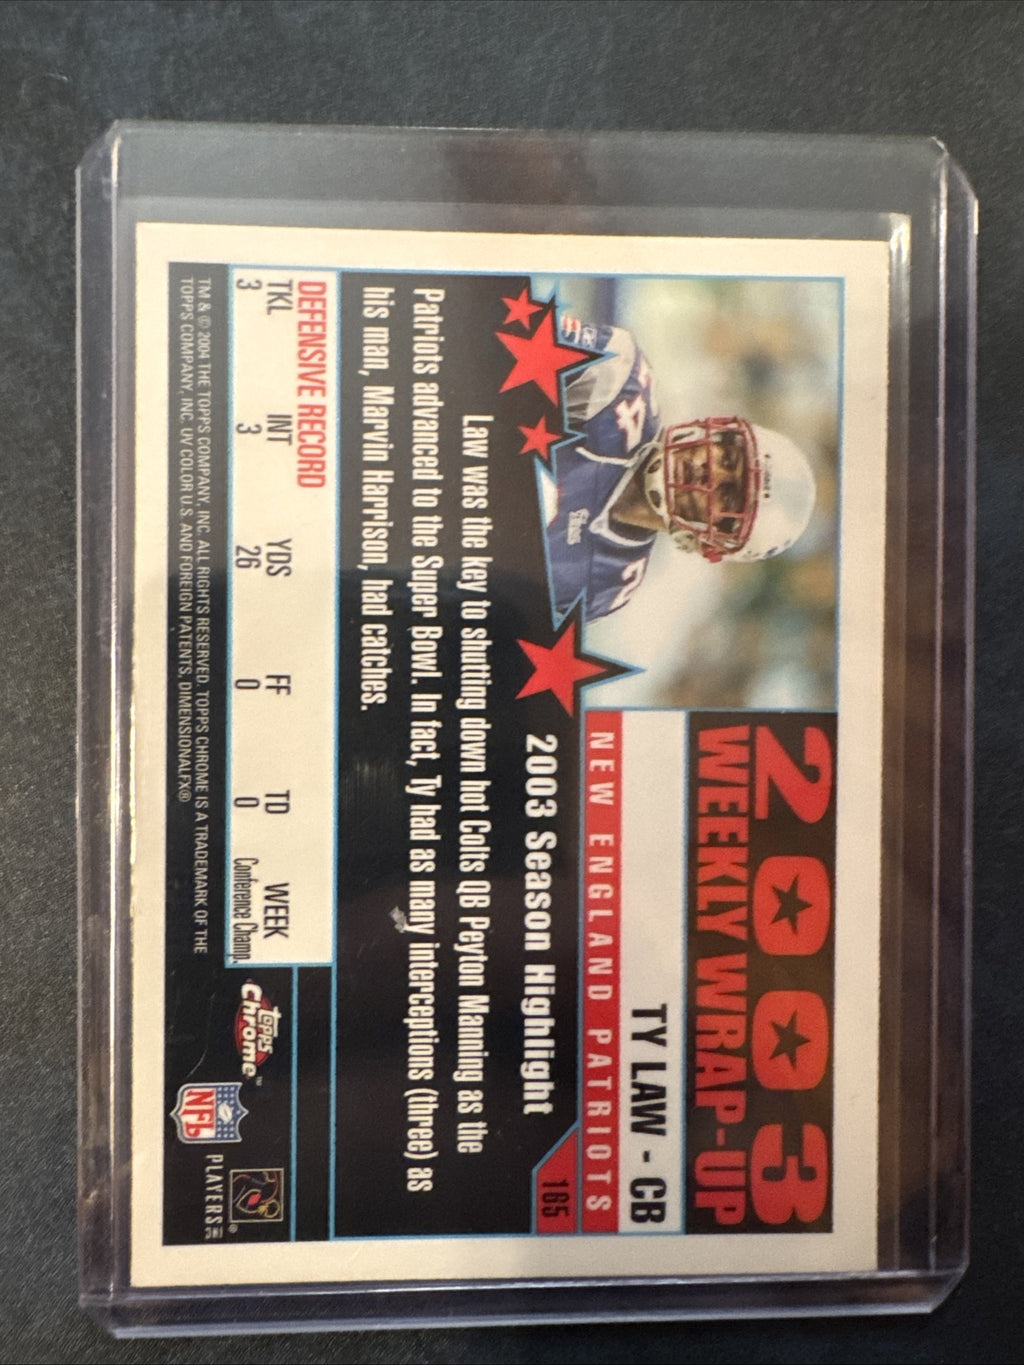 2003
WEEKLY WRAP-UP
TY LAW - CB
NEW ENGLAND PATRIOTS
165
2003 Season Highlight
Law was the key to shutting down hot Colts QB Peyton Manning as the
Patriots advanced to the Super Bowl. In fact, Ty had as many interceptions (three) as
his man, Marvin Harrison, had catches.
DEFENSIVE RECORD
TKL INT YDS FF TD WEEK
3 3 26 0 0 Conference Champ.
Topps
Chrome™
NFL
PLAYERS
TM & © 2004 THE TOPPS COMPANY, INC. ALL RIGHTS RESERVED. TOPPS CHROME IS A TRADEMARK OF THE
TOPPS COMPANY, INC. UV COLOR U.S. AND FOREIGN PATENTS, DIMENSIONALFX®